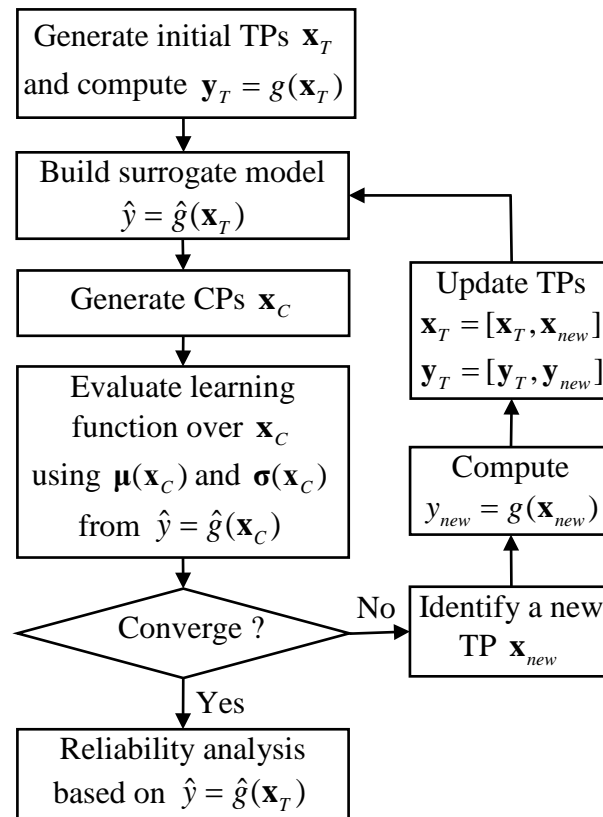 Generate initial TPs 𝐱_T
and compute 𝐲_T = g(𝐱_T)
Build surrogate model
ŷ = ĝ(𝐱_T)
Generate CPs 𝐱_C
Evaluate learning
function over 𝐱_C
using 𝛍(𝐱_C) and 𝛔(𝐱_C)
from ŷ = ĝ(𝐱_C)
Converge ?
No
Identify a new
TP 𝐱_new
Compute
y_new = g(𝐱_new)
Update TPs
𝐱_T = [𝐱_T, 𝐱_new]
𝐲_T = [𝐲_T, 𝐲_new]
Yes
Reliability analysis
based on ŷ = ĝ(𝐱_T)